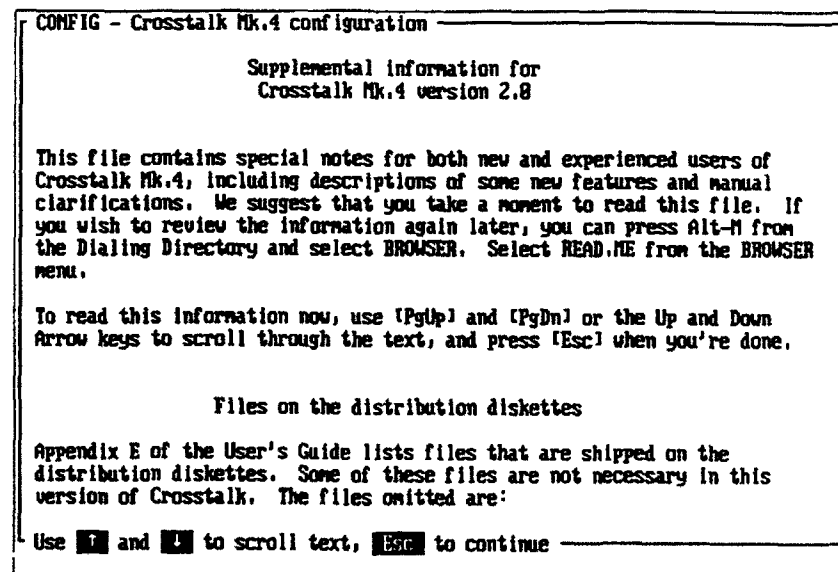 CONFIG - Crosstalk Mk.4 configuration
Supplemental information for
Crosstalk Mk.4 version 2.0
This file contains special notes for both new and experienced users of
Crosstalk Mk.4, including descriptions of some new features and manual
clarifications. We suggest that you take a moment to read this file. If
you wish to review the information again later, you can press Alt-M from
the Dialing Directory and select BROWSER. Select READ.ME from the BROWSER
menu.
To read this information now, use [PgUp] and [PgDn] or the Up and Down
Arrow keys to scroll through the text, and press [Esc] when you're done.
Files on the distribution diskettes
Appendix E of the User's Guide lists files that are shipped on the
distribution diskettes. Some of these files are not necessary in this
version of Crosstalk. The files omitted are:
Use ↑ and ↓ to scroll text, Esc to continue